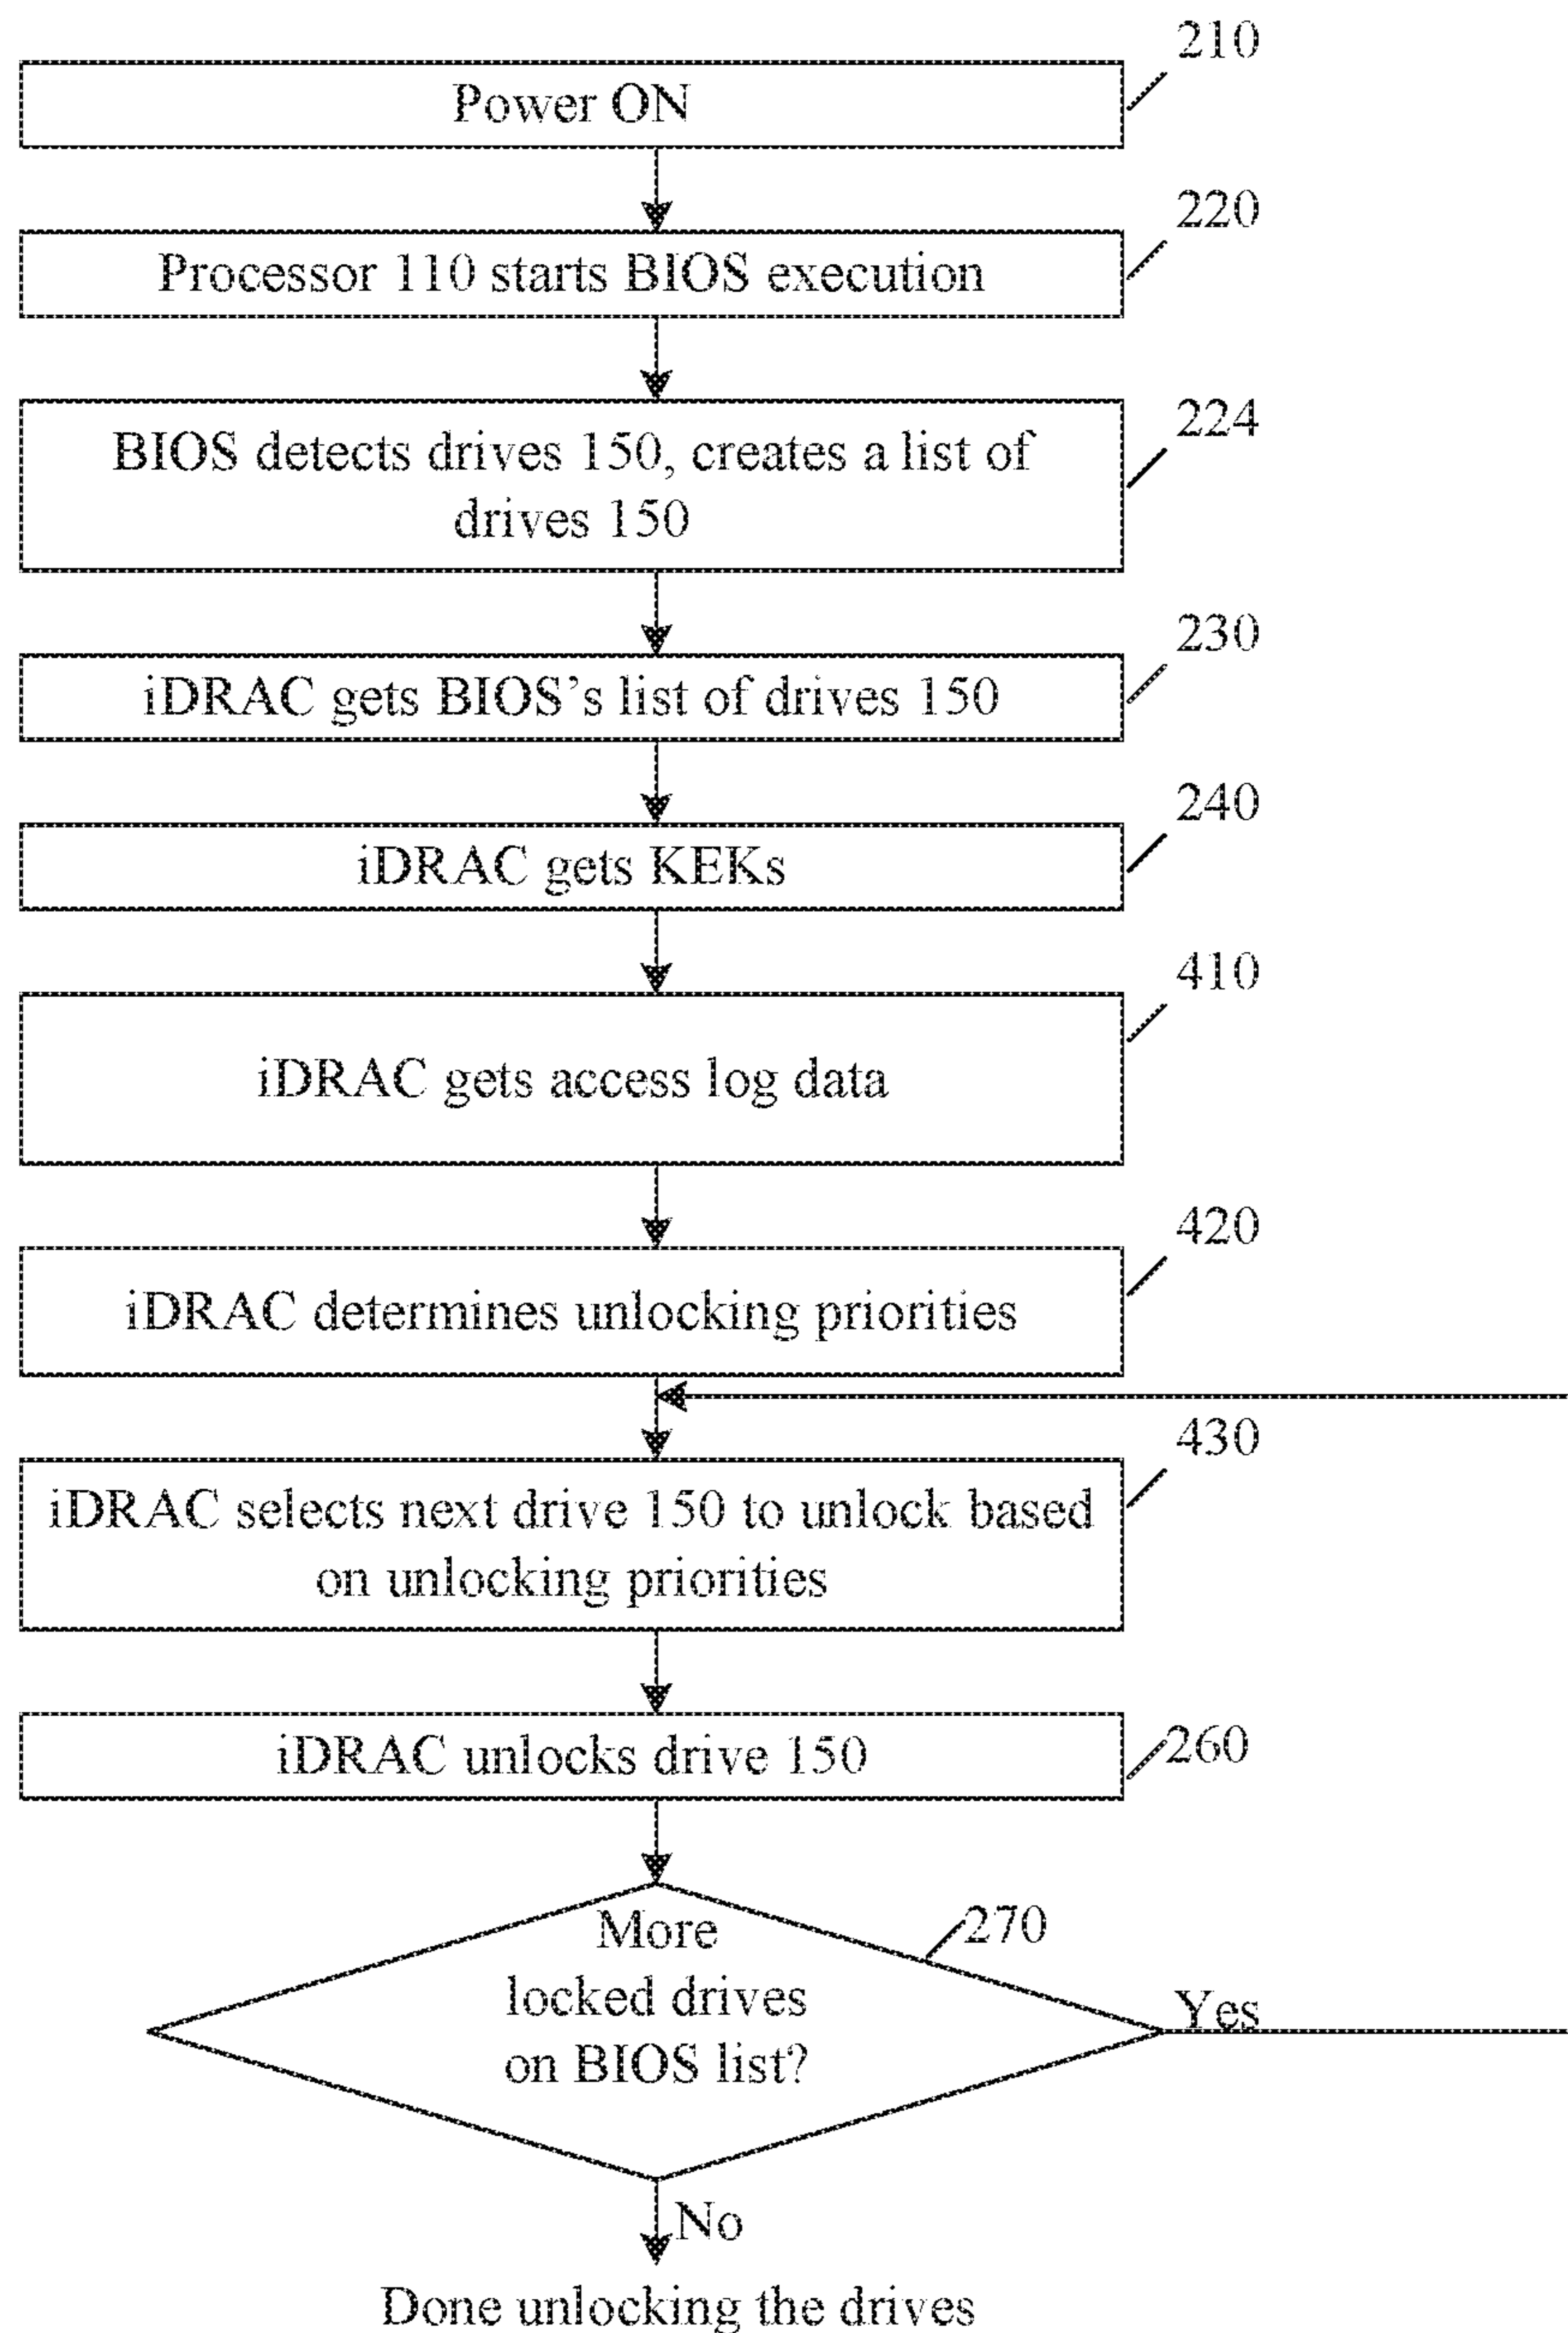 210
Power ON
220
Processor 110 starts BIOS execution
224
BIOS detects drives 150, creates a list of
drives 150
230
iDRAC gets BIOS's list of drives 150
240
iDRAC gets KEKs
410
iDRAC gets access log data
420
iDRAC determines unlocking priorities
430
iDRAC selects next drive 150 to unlock based
on unlocking priorities
260
iDRAC unlocks drive 150
270
More
locked drives
on BIOS list?
Yes
No
Done unlocking the drives